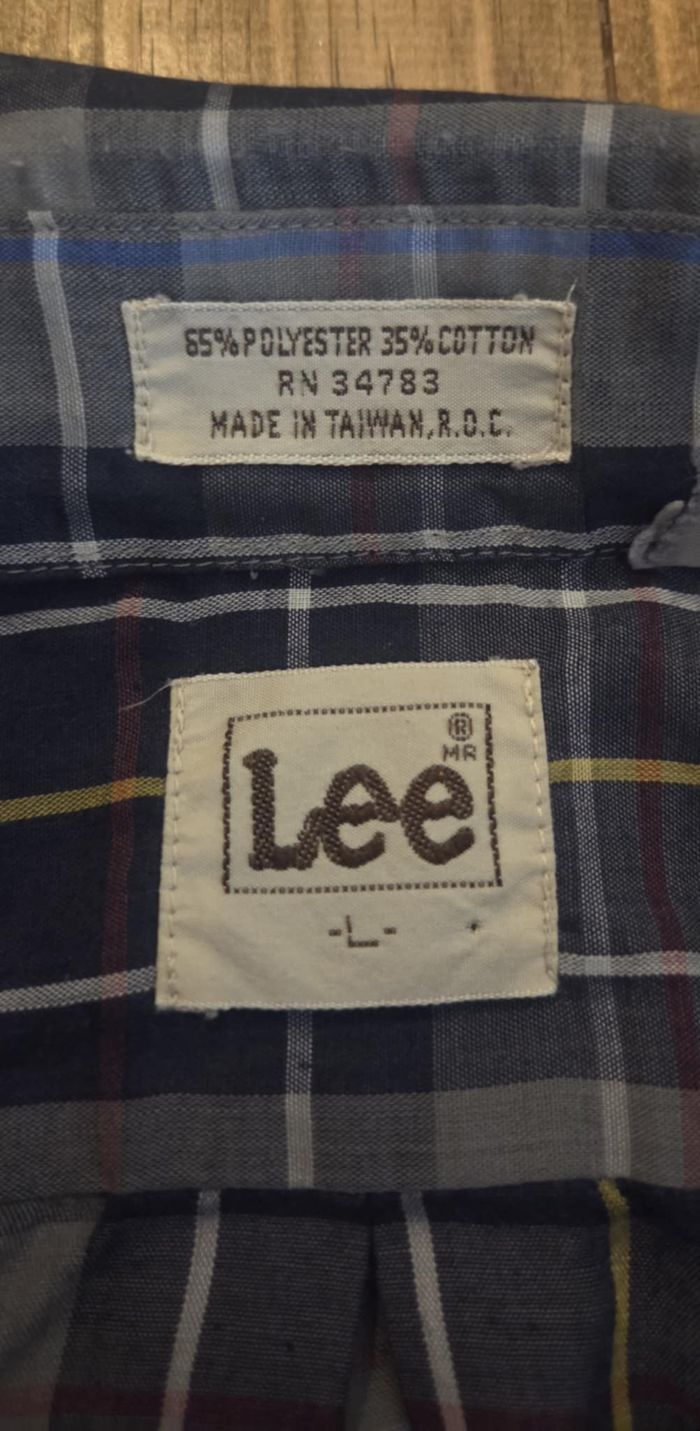 65% POLYESTER 35% COTTON
RN 34783
MADE IN TAIWAN, R.O.C.
®
MR
Lee
-L-